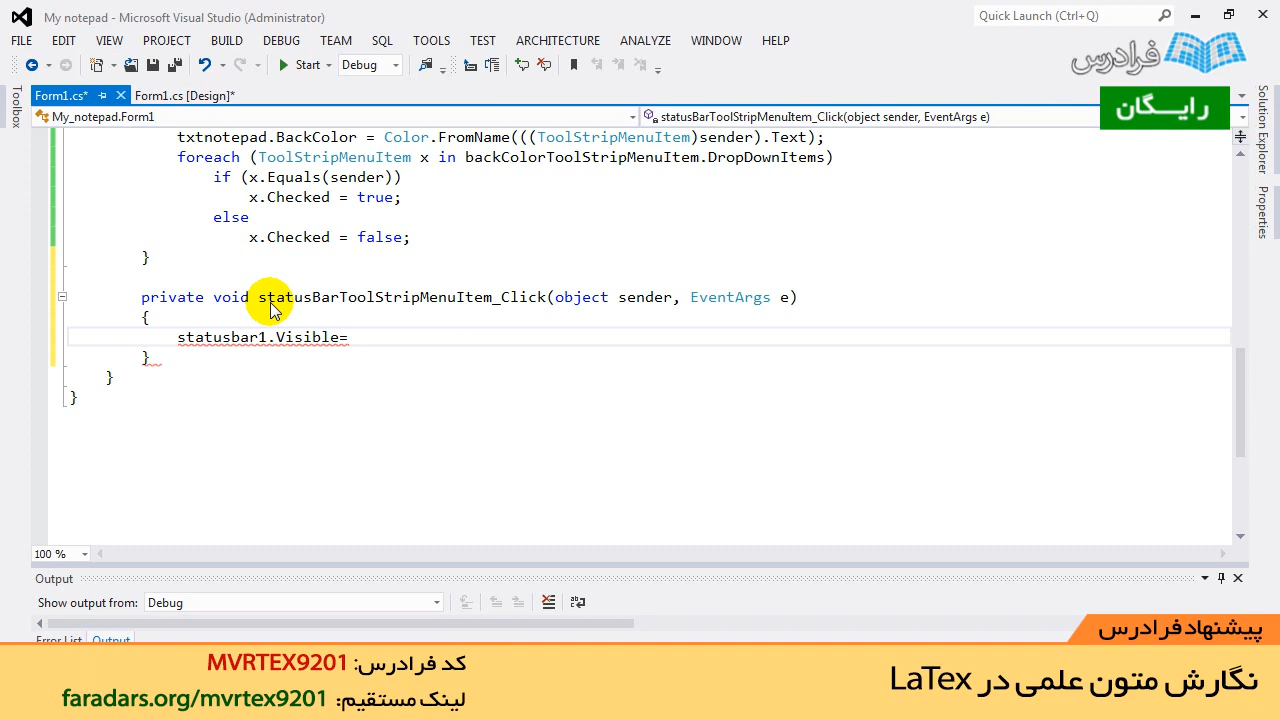 My notepad - Microsoft Visual Studio (Administrator)
Quick Launch (Ctrl+Q)
FILE EDIT VIEW PROJECT BUILD DEBUG TEAM SQL TOOLS TEST ARCHITECTURE ANALYZE WINDOW HELP
Start Debug
فرادرس
Toolbox
Form1.cs* Form1.cs [Design]*
رایـــگان
Solution Explorer
Properties
My_notepad.Form1 statusBarToolStripMenuItem_Click(object sender, EventArgs e)
txtnotepad.BackColor = Color.FromName(((ToolStripMenuItem)sender).Text);
foreach (ToolStripMenuItem x in backColorToolStripMenuItem.DropDownItems)
if (x.Equals(sender))
x.Checked = true;
else
x.Checked = false;
}
private void statusBarToolStripMenuItem_Click(object sender, EventArgs e)
{
statusbar1.Visible=
}
}
}
100 %
Output
Show output from: Debug
Error List Output
پیشنهاد فرادرس
نگارش متون علمی در LaTex
کد فرادرس: MVRTEX9201
لینک مستقیم: faradars.org/mvrtex9201